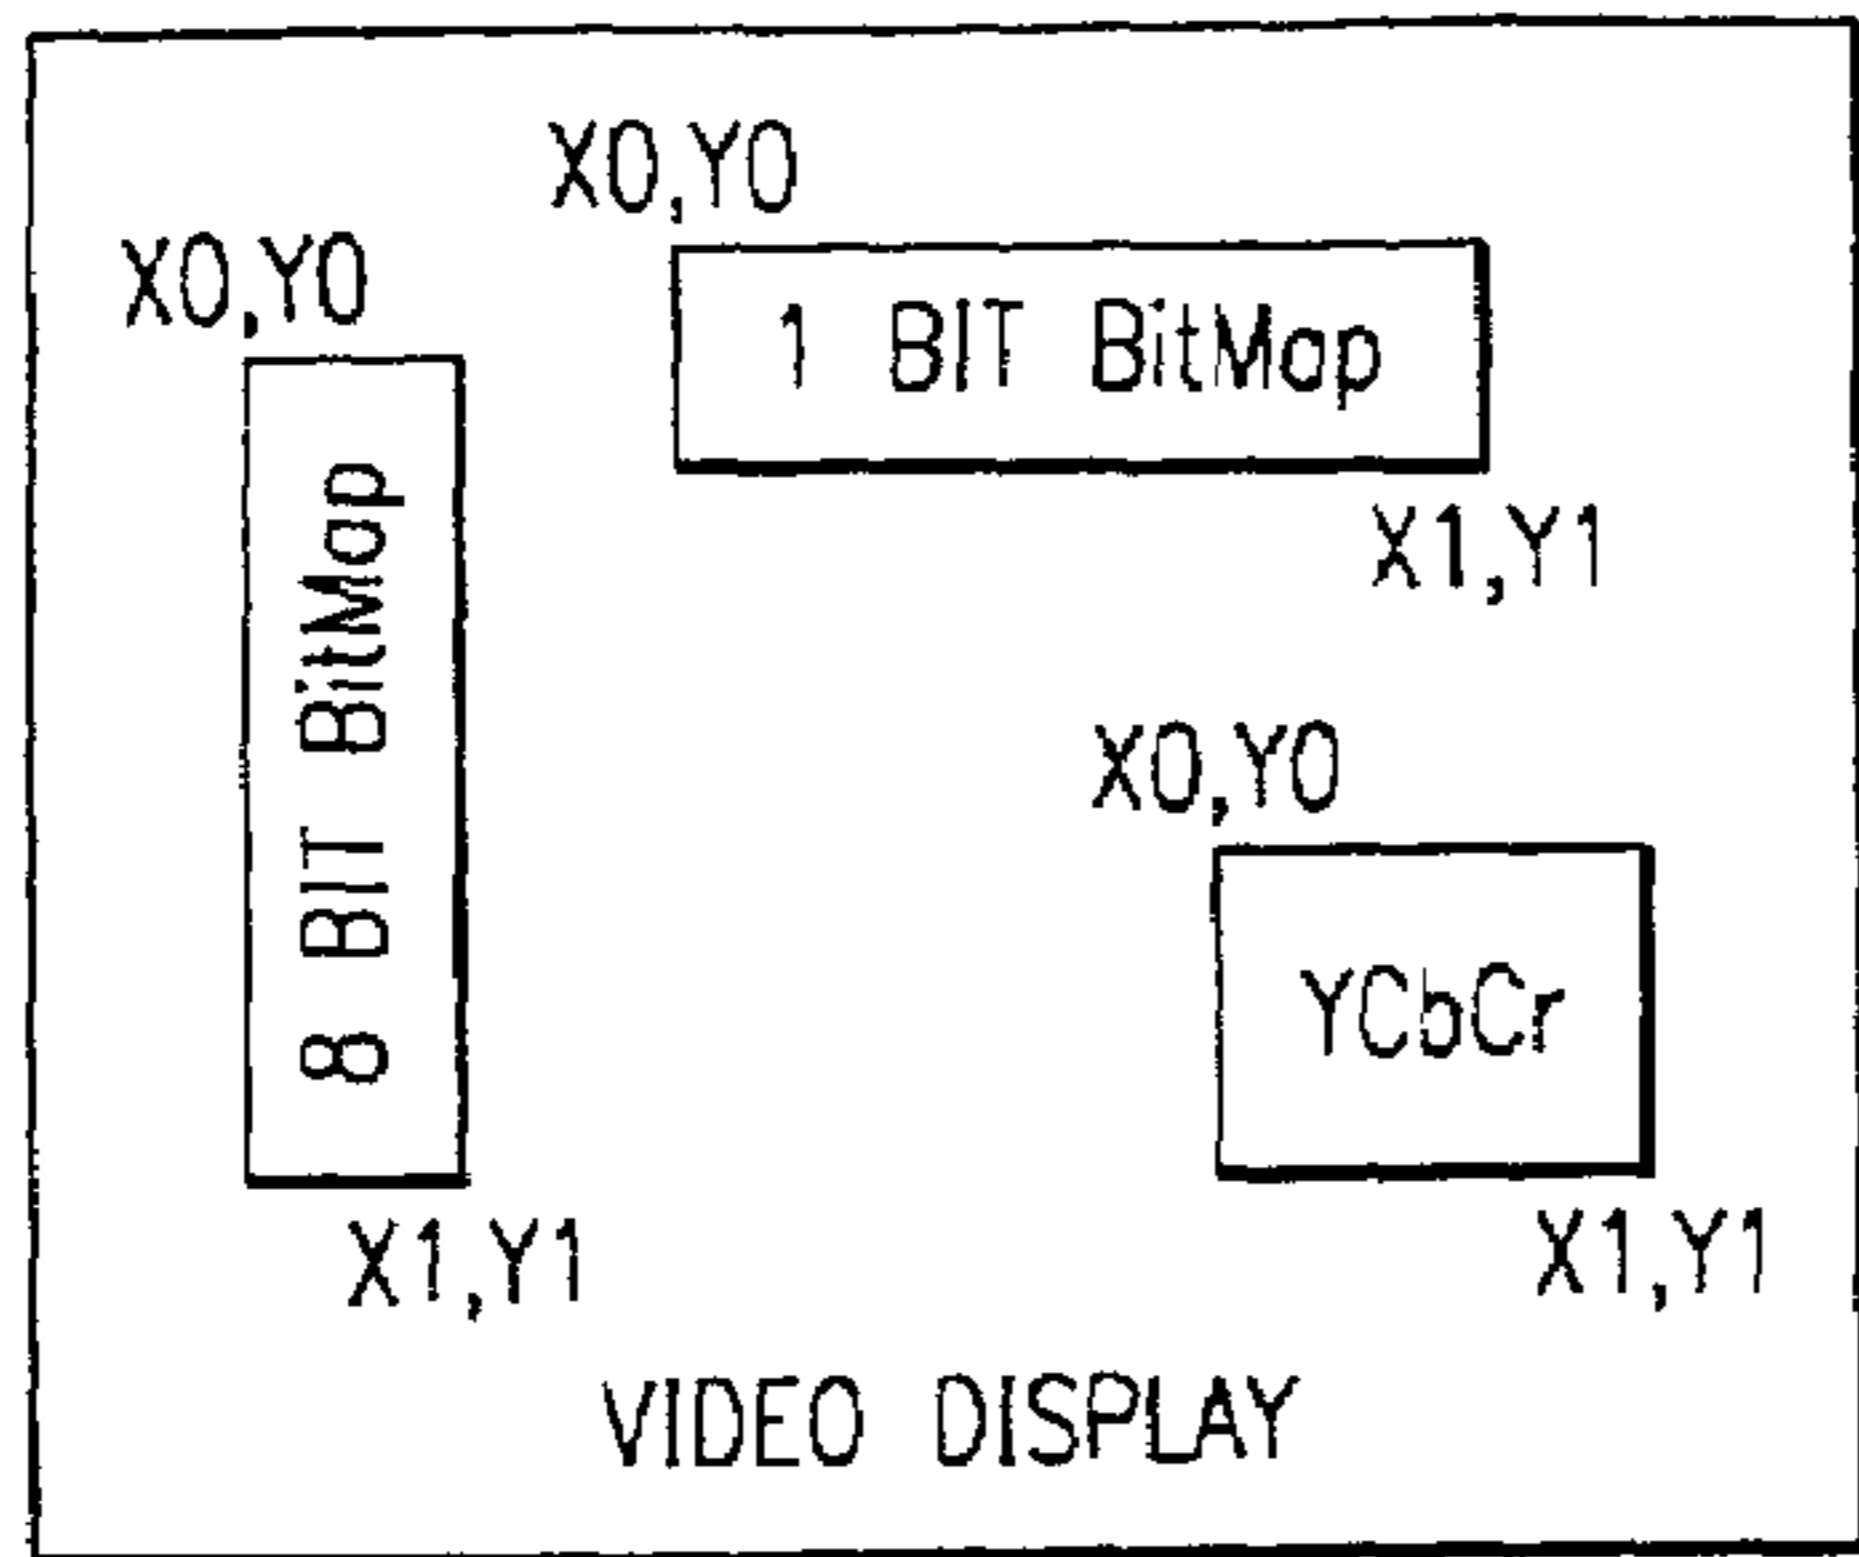 X0,Y0
1 BIT BitMap
X1,Y1
X0,Y0
8 BIT BitMap
X1,Y1
X0,Y0
YCbCr
X1,Y1
VIDEO DISPLAY